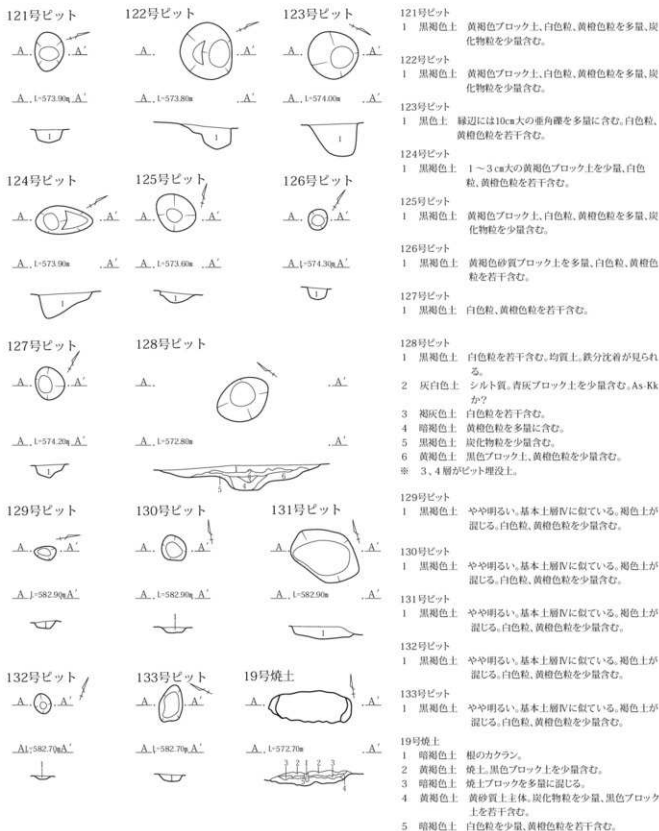 121号ピット
122号ピット
123号ピット
A A' A A' A A'
A L=573.90m A' A L=573.80m A' A L=574.00m A'
1
1
1
124号ピット
125号ピット
126号ピット
A A' A A' A A'
A L=573.90m A' A L=573.60m A' A L=574.30m A'
1
1
1
127号ピット
128号ピット
A A' A A'
A L=574.20m A' A L=572.80m A'
1
1
2
3
4
5
6
129号ピット
130号ピット
131号ピット
A A' A A' A A'
A L=582.90m A' A L=582.90m A' A L=582.90m A'
1
1
1
132号ピット
133号ピット
19号焼土
A A' A A' A A'
A L=582.70m A' A L=582.70m A' A L=572.70m A'
1
1
3 2 1 2 3
5
4
121号ピット
1 黒褐色土 黄褐色ブロック土、白色粒、黄橙色粒を多量、炭
化物粒を少量含む。
122号ピット
1 黒褐色土 黄褐色ブロック土、白色粒、黄橙色粒を多量、炭
化物粒を少量含む。
123号ピット
1 黒色土 縁辺には10㎝大の亜角礫を多量に含む。白色粒、
黄橙色粒を若干含む。
124号ピット
1 黒褐色土 1～3㎝大の黄褐色ブロック土を少量、白色
粒、黄橙色粒を若干含む。
125号ピット
1 黒褐色土 黄褐色ブロック土、白色粒、黄橙色粒を多量、炭
化物粒を少量含む。
126号ピット
1 黒褐色土 黄褐色砂質ブロック土を多量、白色粒、黄橙色
粒を若干含む。
127号ピット
1 黒褐色土 白色粒、黄橙色粒を若干含む。
128号ピット
1 黒褐色土 白色粒を若干含む。均質土。鉄分沈着が見られ
る。
2 灰白色土 シルト質。青灰ブロック土を少量含む。As-Kk
か?
3 褐灰色土 白色粒を若干含む。
4 暗褐色土 黄橙色粒を多量に含む。
5 黒褐色土 炭化物粒を少量含む。
6 黄褐色土 黒色ブロック土、黄橙色粒を少量含む。
※ 3、4層がピット埋没土。
129号ピット
1 黒褐色土 やや明るい。基本土層Ⅳに似ている。褐色土が
混じる。白色粒、黄橙色粒を少量含む。
130号ピット
1 黒褐色土 やや明るい。基本土層Ⅳに似ている。褐色土が
混じる。白色粒、黄橙色粒を少量含む。
131号ピット
1 黒褐色土 やや明るい。基本土層Ⅳに似ている。褐色土が
混じる。白色粒、黄橙色粒を少量含む。
132号ピット
1 黒褐色土 やや明るい。基本土層Ⅳに似ている。褐色土が
混じる。白色粒、黄橙色粒を少量含む。
133号ピット
1 黒褐色土 やや明るい。基本土層Ⅳに似ている。褐色土が
混じる。白色粒、黄橙色粒を少量含む。
19号焼土
1 暗褐色土 根のカクラン。
2 黄褐色土 焼土。黒色ブロック土を少量含む。
3 暗褐色土 焼土ブロックを多量に混じる。
4 黄褐色土 黄砂質土主体。炭化物粒を少量、黒色ブロック
土を若干含む。
5 暗褐色土 白色粒を少量、黄橙色粒を若干含む。